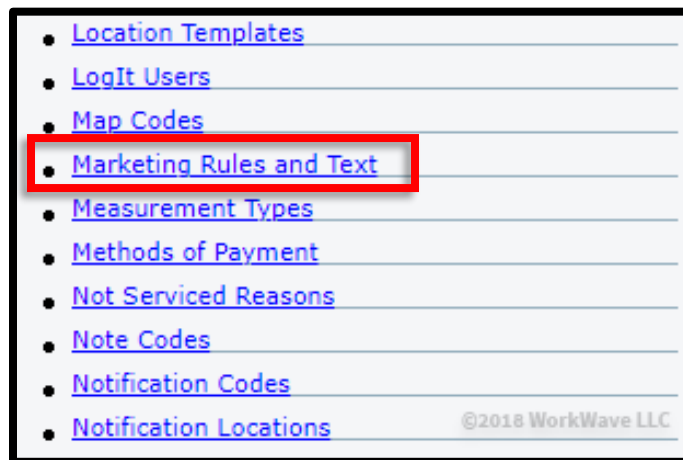 Location Templates
LogIt Users
Map Codes
Marketing Rules and Text
Measurement Types
Methods of Payment
Not Serviced Reasons
Note Codes
Notification Codes
Notification Locations
©2018 WorkWave LLC